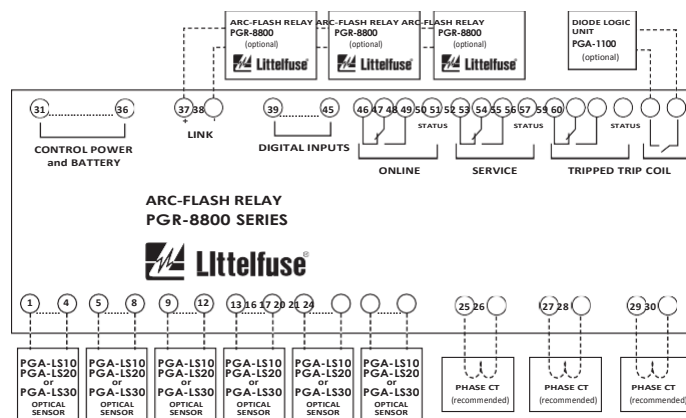 ARC-FLASH RELAY ARC-FLASH RELAY ARC-FLASH RELAY
PGR-8800 PGR-8800 PGR-8800
(optional) (optional) (optional)
Littelfuse Littelfuse Littelfuse
DIODE LOGIC
UNIT
PGA-1100
(optional)
31 36 37 38 39 45 46 47 48 49 50 51 52 53 54 55 56 57 59 60
+ -
LINK
STATUS STATUS STATUS
CONTROL POWER
and BATTERY
DIGITAL INPUTS
ONLINE SERVICE TRIPPED TRIP COIL
ARC-FLASH RELAY
PGR-8800 SERIES
Littelfuse®
1 4 5 8 9 12 13 16 17 20 21 24 25 26 27 28 29 30
PGA-LS10 PGA-LS10 PGA-LS10 PGA-LS10 PGA-LS10 PGA-LS10
PGA-LS20 PGA-LS20 PGA-LS20 PGA-LS20 PGA-LS20 PGA-LS20
or or or or or or
PGA-LS30 PGA-LS30 PGA-LS30 PGA-LS30 PGA-LS30 PGA-LS30
OPTICAL OPTICAL OPTICAL OPTICAL OPTICAL OPTICAL
SENSOR SENSOR SENSOR SENSOR SENSOR SENSOR
PHASE CT PHASE CT PHASE CT
(recommended) (recommended) (recommended)